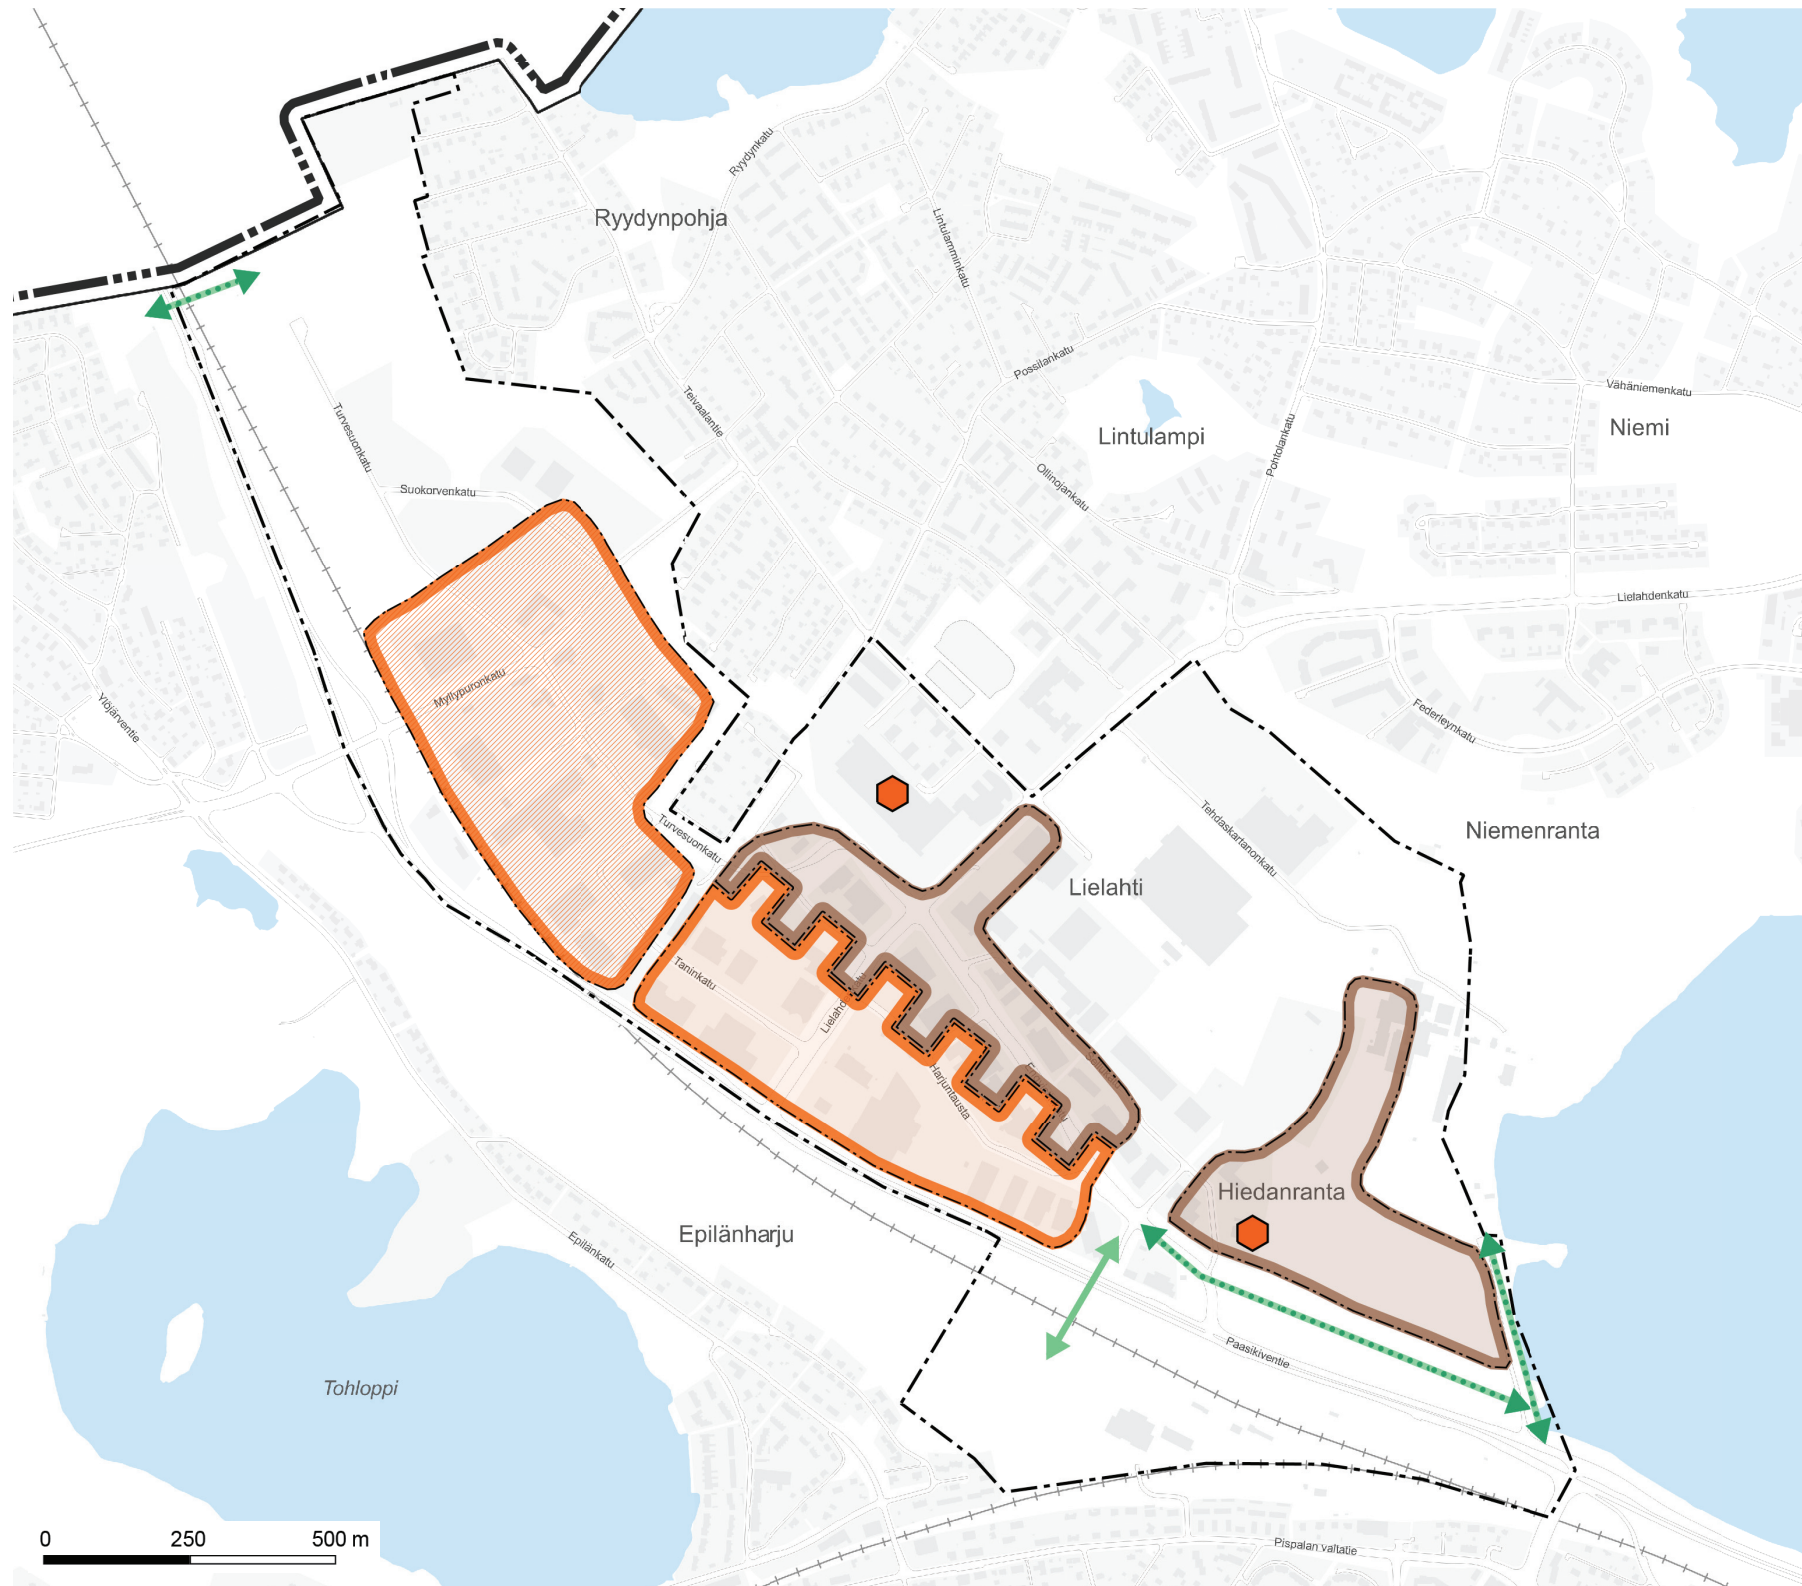 Ryydynkatu
Ryydynpohja
Lintulamminkatu
Possilankatu
Vähäniemenkatu
Teivaalantie
Turvesuonkatu
Niemi
Lintulampi
Pohtolankatu
Ollinojankatu
Suokorvenkatu
Lielahdenkatu
Myllypuronkatu
Ylöjärventie
Federleynkatu
Turvesuonkatu
Tehdaskartanonkatu
Niemenranta
Lielahti
Taninkatu
Harjuntausta
Hiedanranta
Epilänharju
Epilänkatu
Paasikiventie
Tohloppi
0 250 500 m
Pispalan valtatie